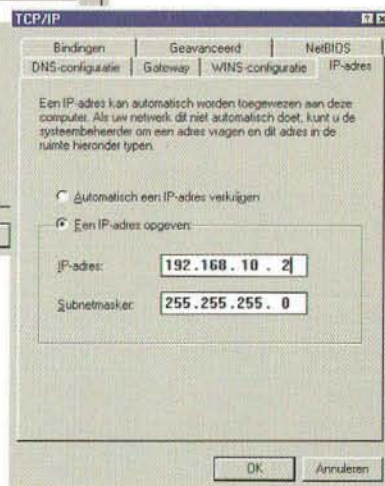 TCP/IP
Bindingen Geavanceerd NetBIOS
DNS-configuratie Gateway WINS-configuratie IP-adres
Een IP-adres kan automatisch worden toegewezen aan deze
computer. Als uw netwerk dit niet automatisch doet, kunt u de
systeembeheerder om een adres vragen en dit adres in de
ruimte hieronder typen.
Automatisch een IP-adres verkrijgen
Een IP-adres opgeven:
IP-adres: 192.168.10.2
Subnetmasker: 255.255.255.0
OK Annuleren